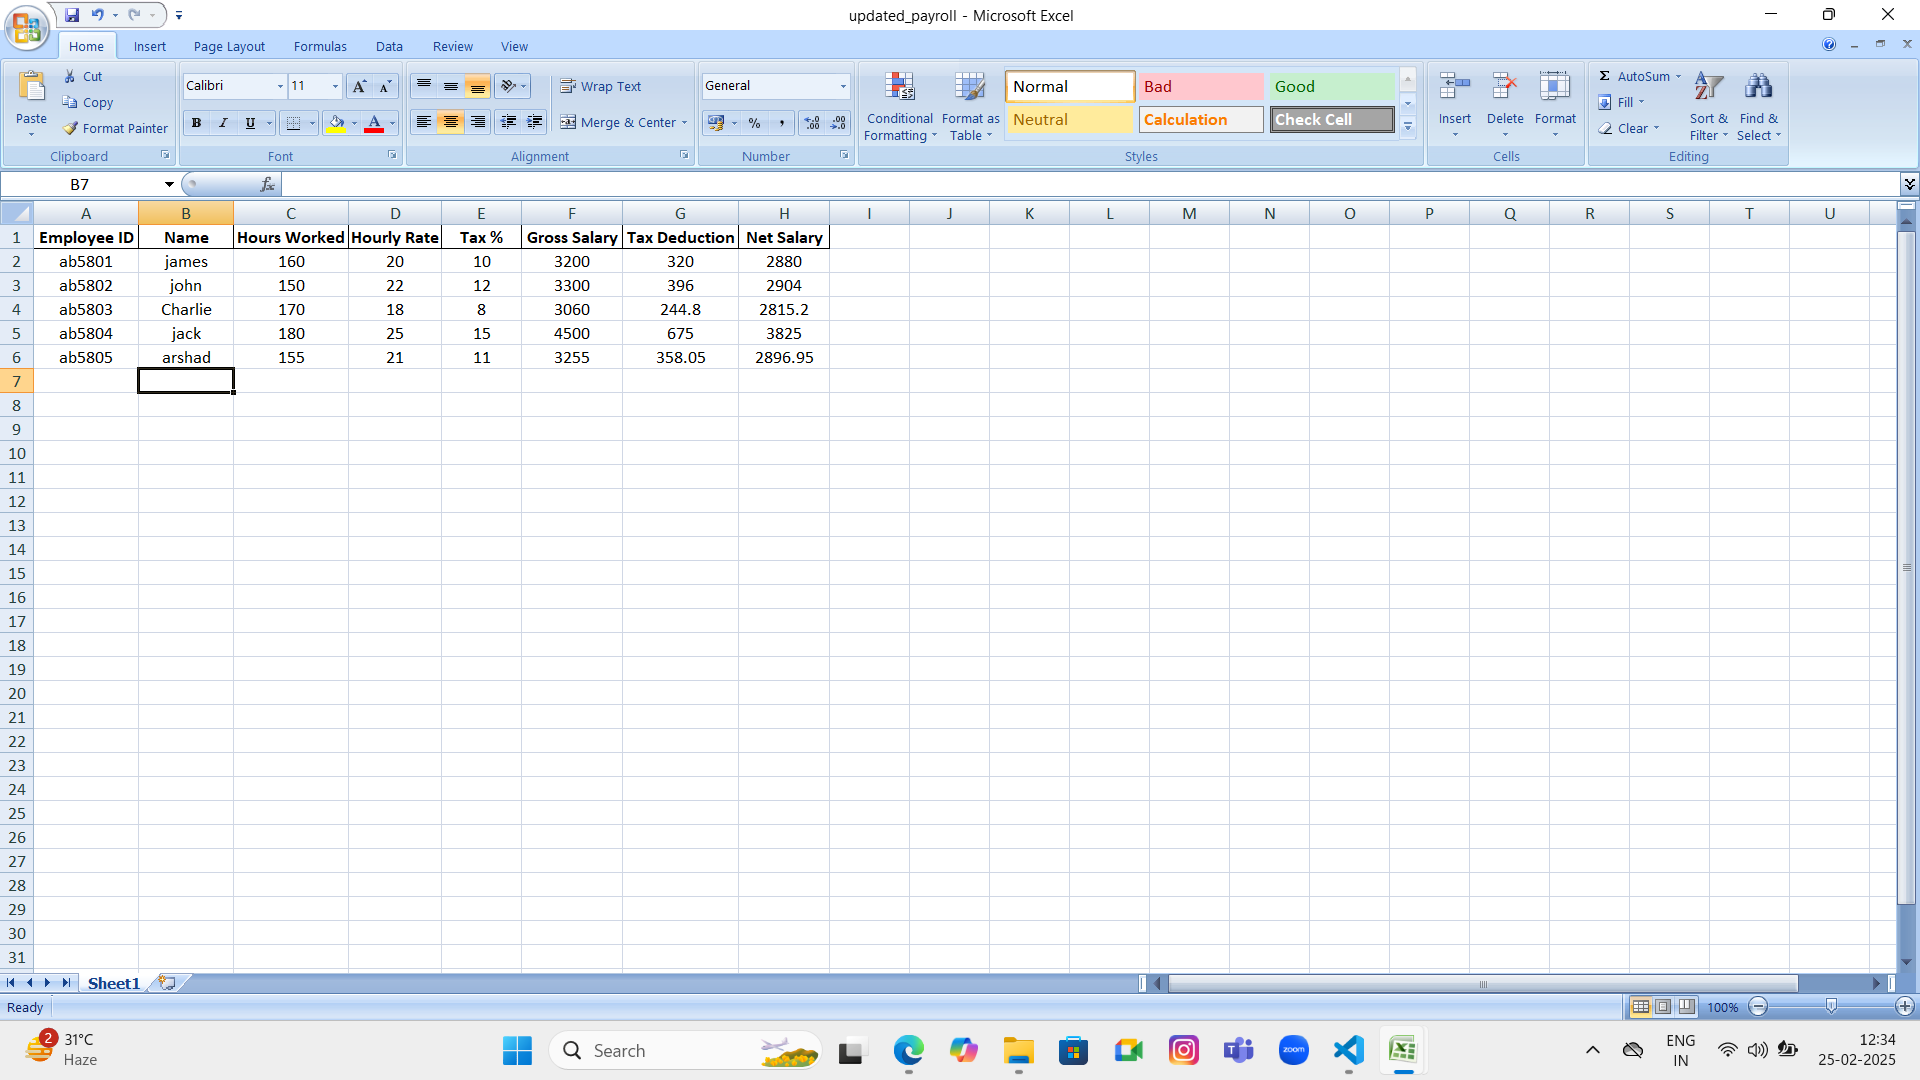 updated_payroll - Microsoft Excel
Home Insert Page Layout Formulas Data Review View
Paste Cut Copy Format Painter Clipboard
Calibri 11 B I U A Font
Wrap Text Merge & Center Alignment
General % , Number
Conditional Formatting Format as Table
Normal Bad Good
Neutral Calculation Check Cell
Styles
Insert Delete Format Cells
Σ AutoSum Fill Clear Sort & Filter Find & Select Editing
B7 fx
A B C D E F G H I J K L M N O P Q R S T U
1 Employee ID Name Hours Worked Hourly Rate Tax % Gross Salary Tax Deduction Net Salary
2 ab5801 james 160 20 10 3200 320 2880
3 ab5802 john 150 22 12 3300 396 2904
4 ab5803 Charlie 170 18 8 3060 244.8 2815.2
5 ab5804 jack 180 25 15 4500 675 3825
6 ab5805 arshad 155 21 11 3255 358.05 2896.95
7
8
9
10
11
12
13
14
15
16
17
18
19
20
21
22
23
24
25
26
27
28
29
30
31
Sheet1
Ready 100%
2 31°C
Haze
Search
zoom
ENG
IN
12:34
25-02-2025